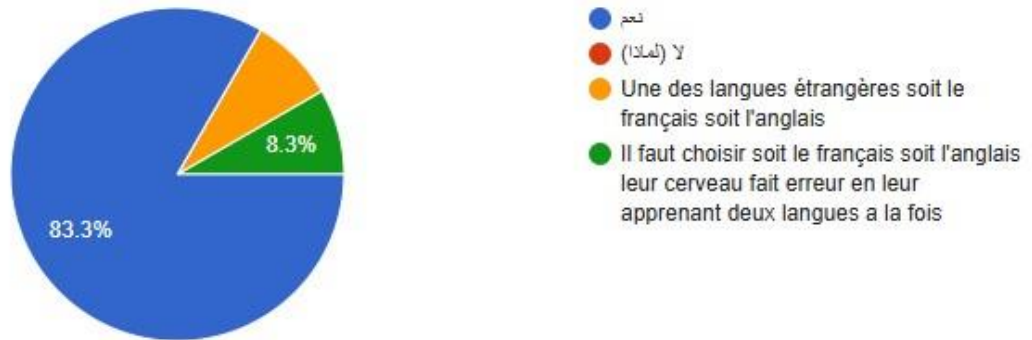 نعم
لا (لماذا)
Une des langues étrangères soit le
français soit l'anglais
Il faut choisir soit le français soit l'anglais
leur cerveau fait erreur en leur
apprenant deux langues a la fois
8.3%
83.3%